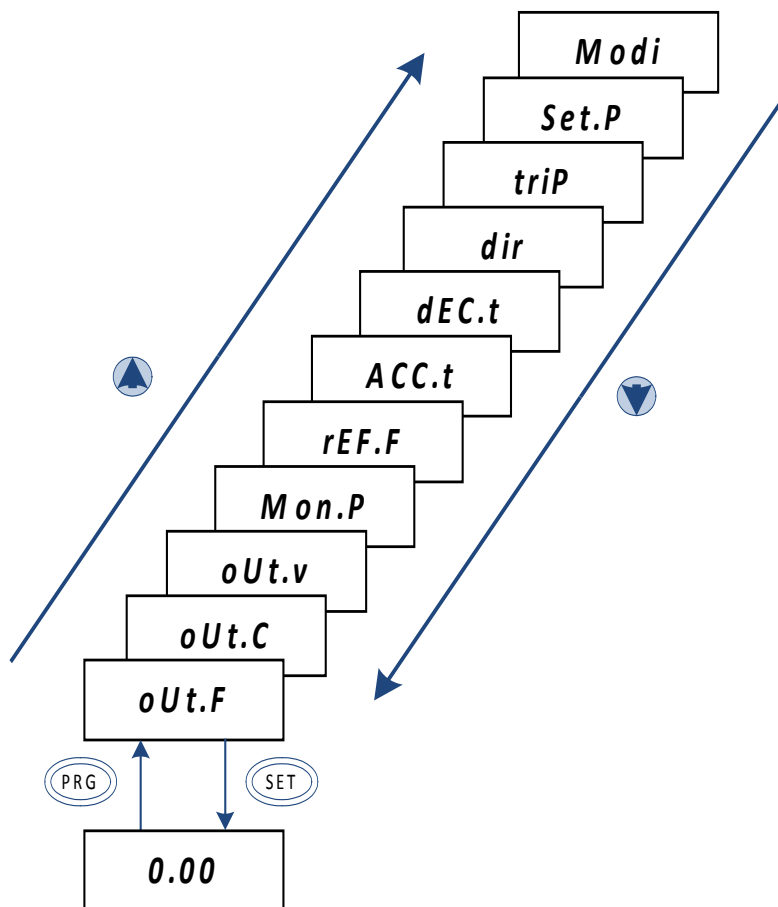 Modi
Set.P
triP
dir
dEC.t
ACC.t
rEF.F
Mon.P
oUt.v
oUt.C
oUt.F
PRG
SET
0.00